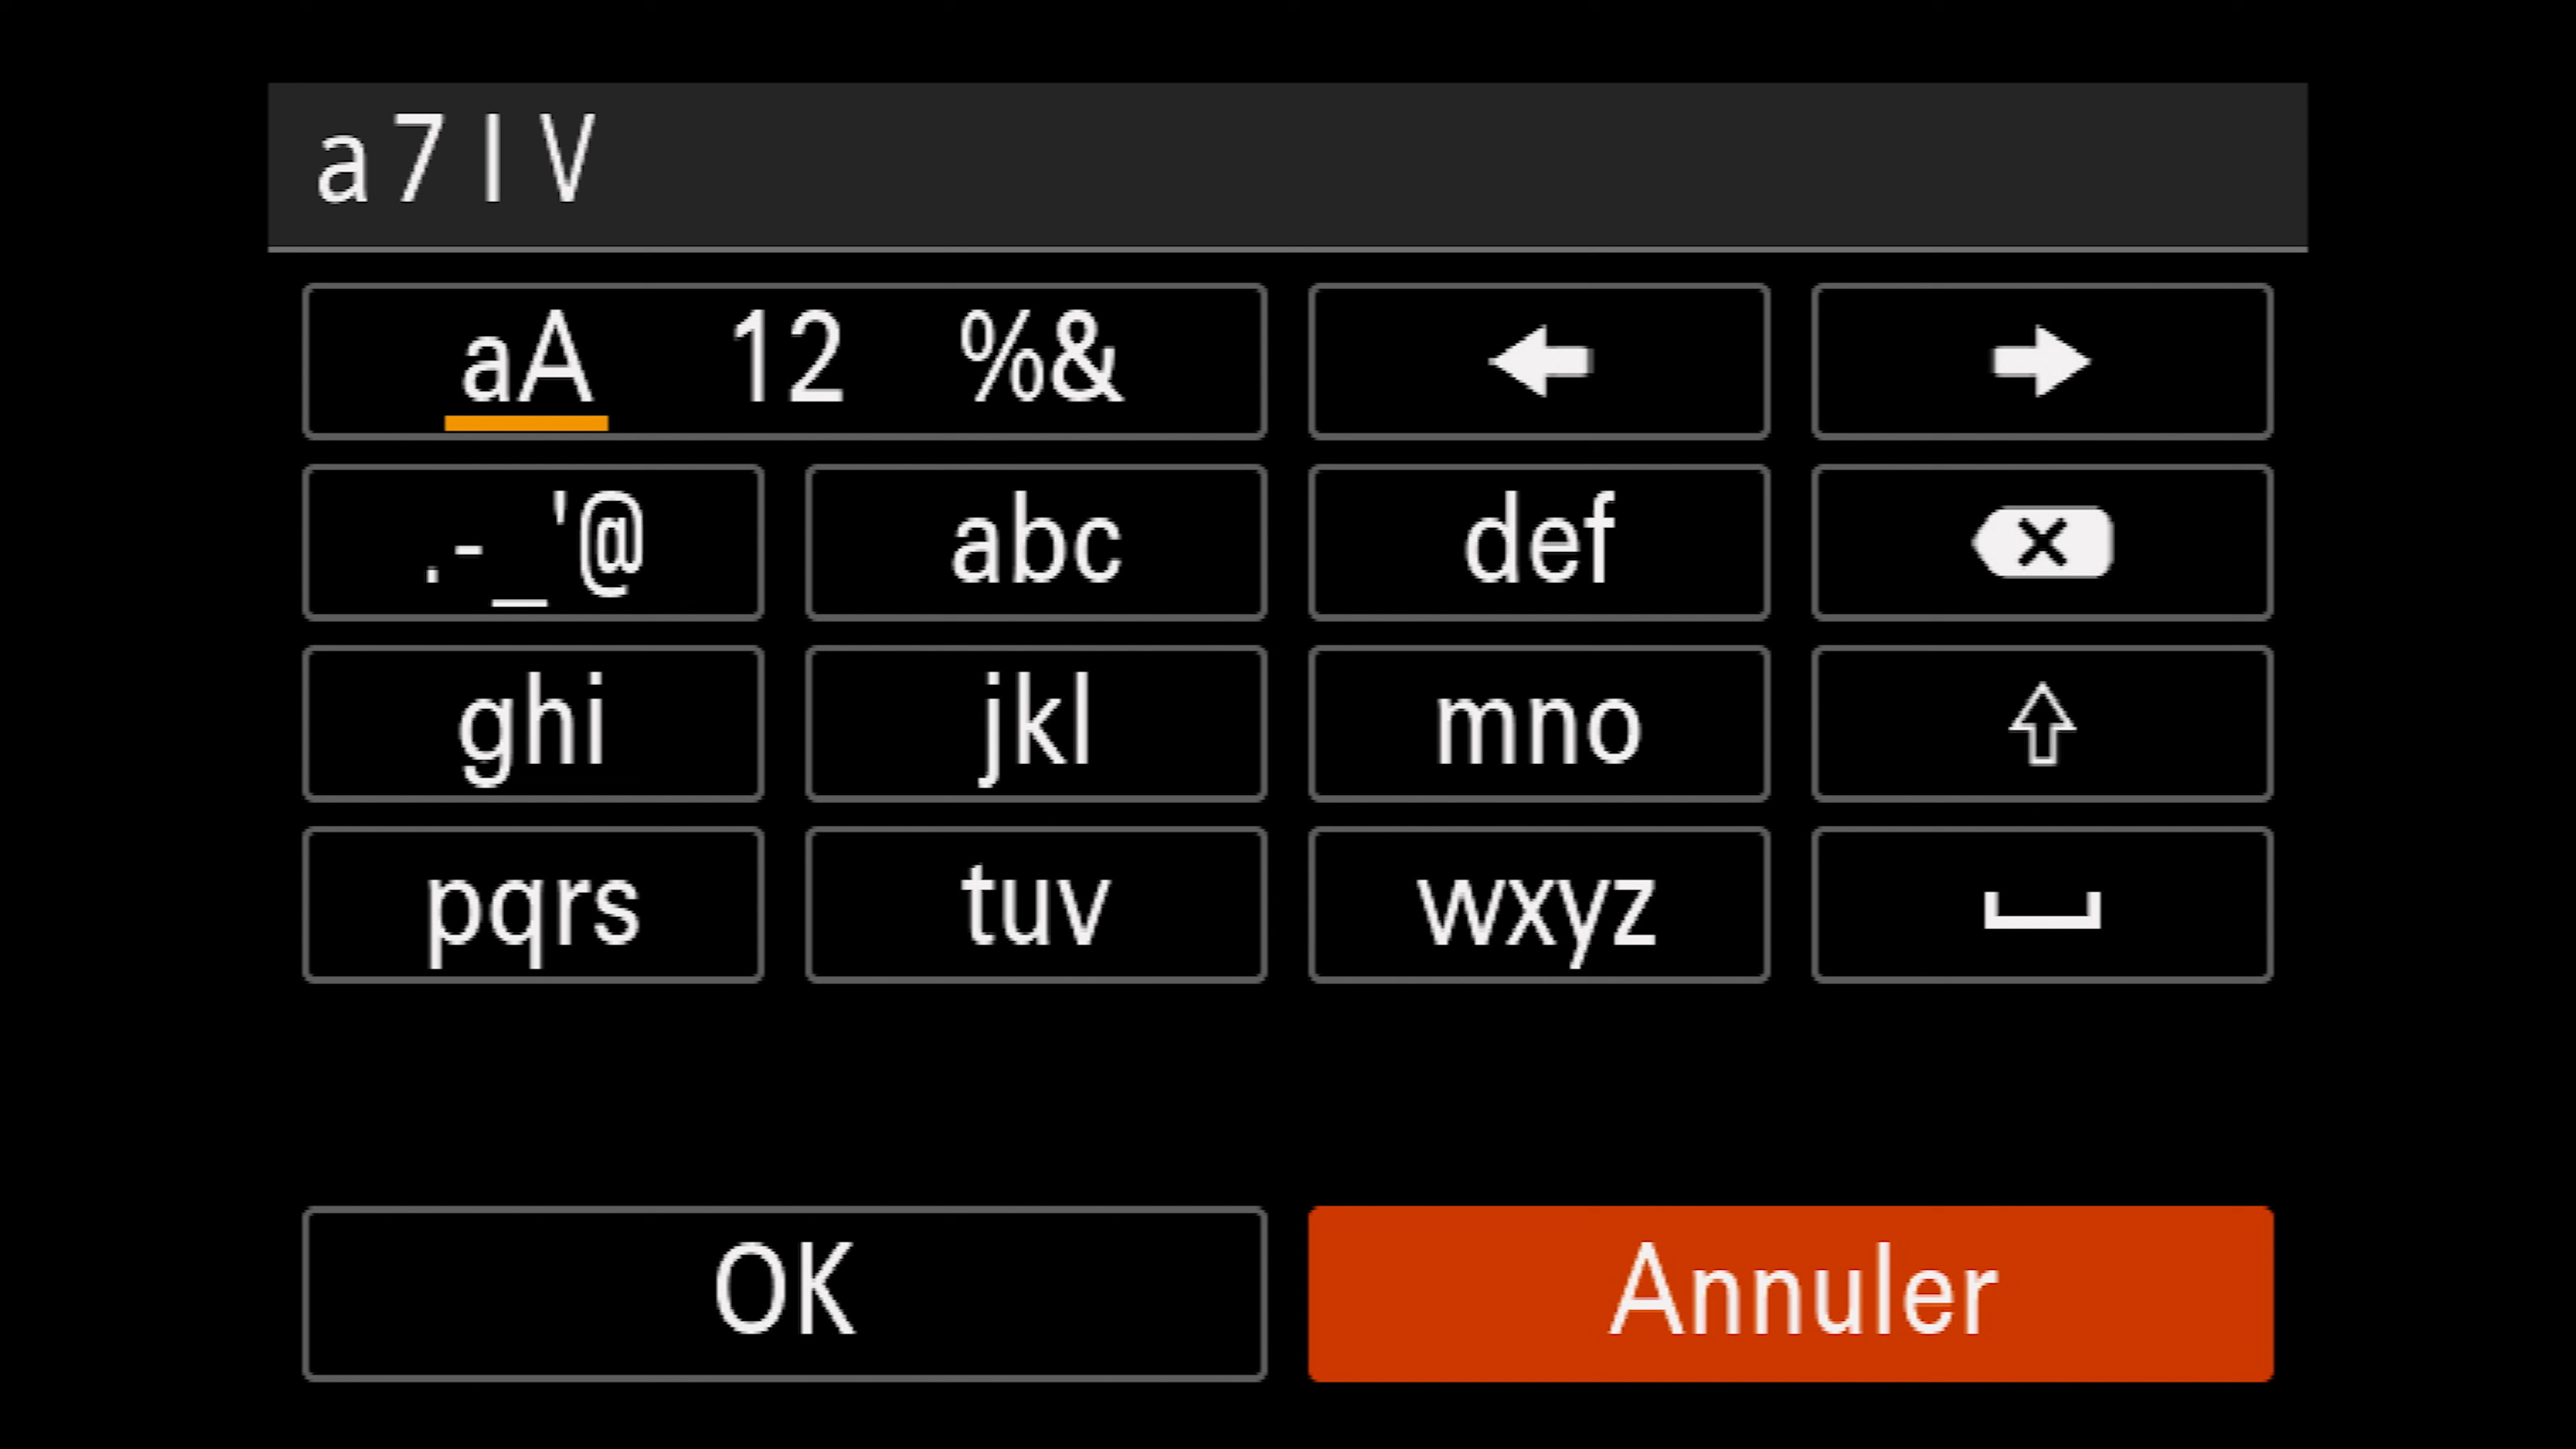 a7IV
aA 12 %&
.-_'@ abc def
ghi jkl mno
pqrs tuv wxyz
OK Annuler